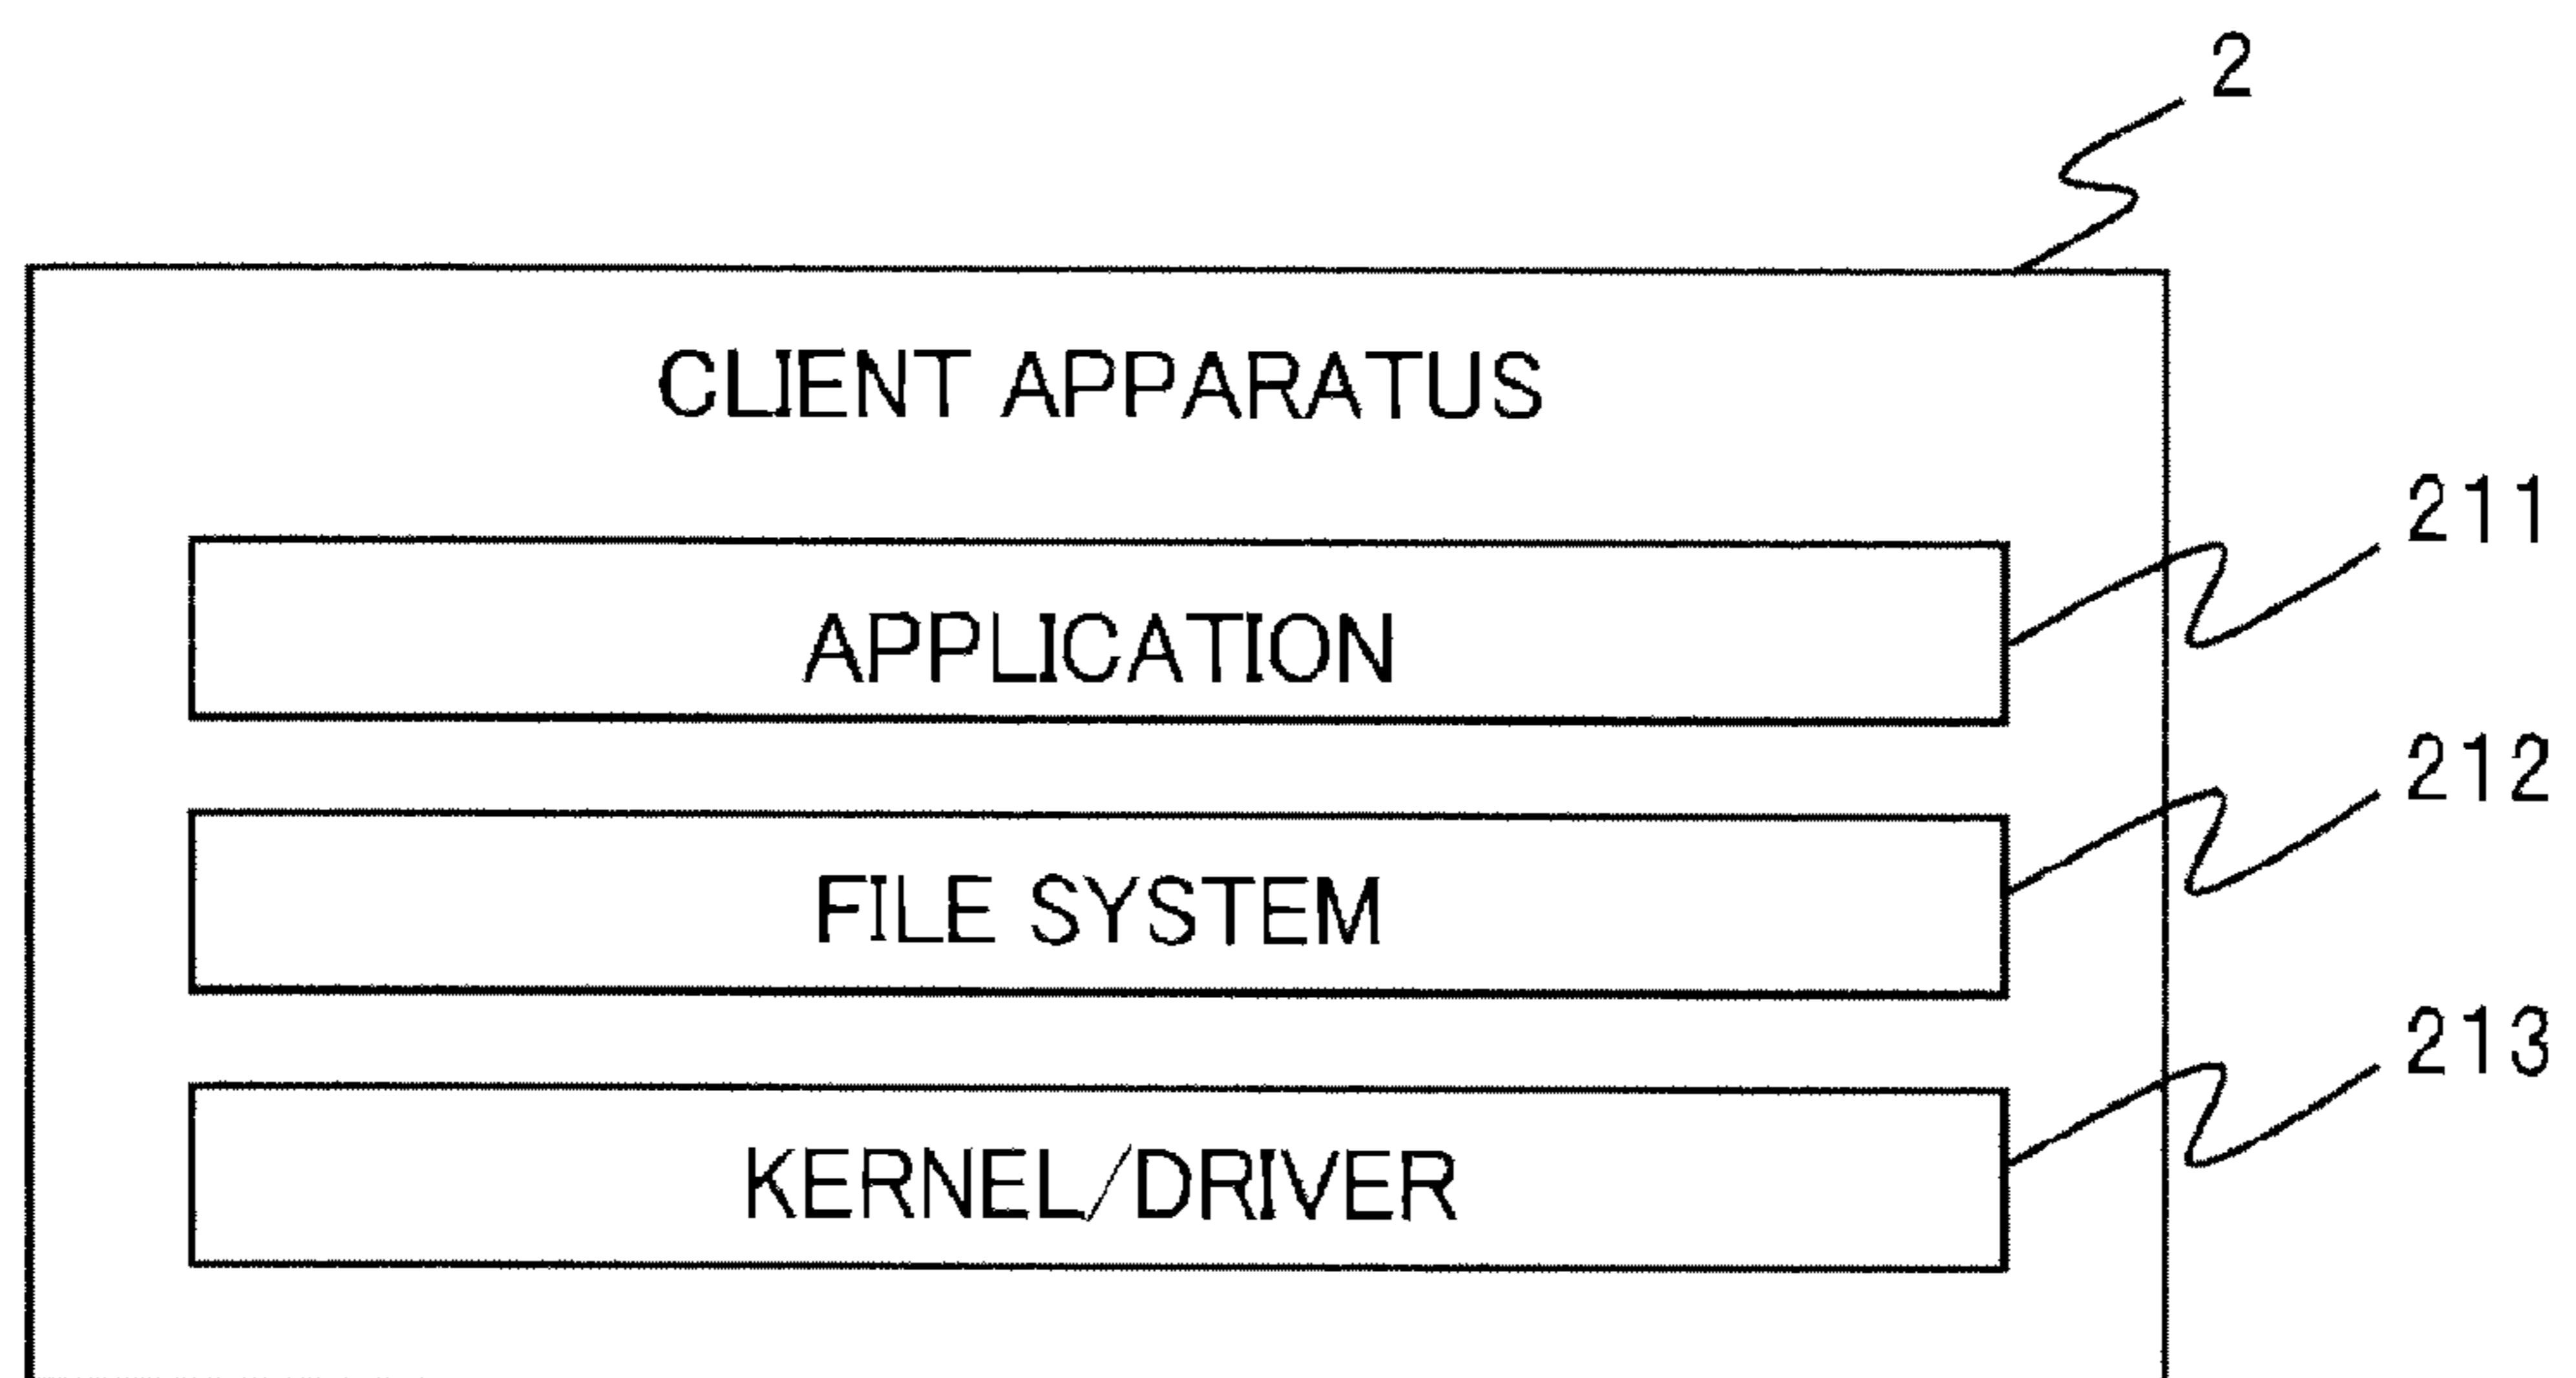 2
CLIENT APPARATUS
211
APPLICATION
212
FILE SYSTEM
213
KERNEL/DRIVER